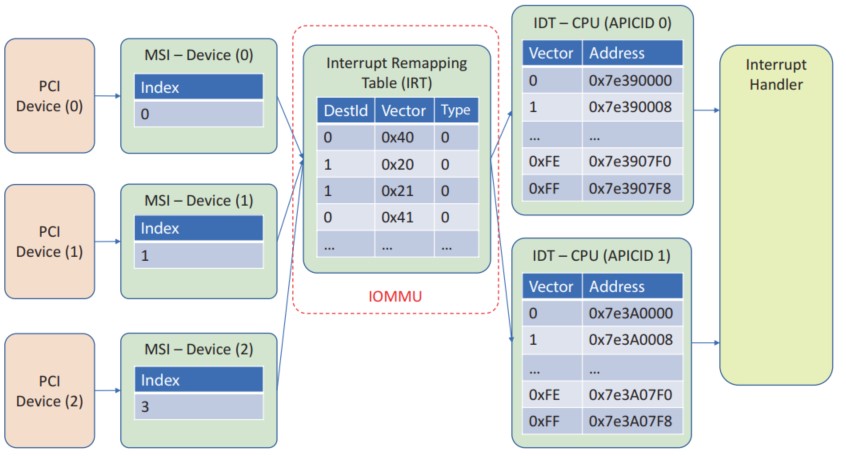 PCI
Device (0)
MSI – Device (0)
Index
0
PCI
Device (1)
MSI – Device (1)
Index
1
PCI
Device (2)
MSI – Device (2)
Index
3
Interrupt Remapping
Table (IRT)
DestId Vector Type
0 0x40 0
1 0x20 0
1 0x21 0
0 0x41 0
... ... ...
IOMMU
IDT – CPU (APICID 0)
Vector Address
0 0x7e390000
1 0x7e390008
... ...
0xFE 0x7e3907F0
0xFF 0x7e3907F8
IDT – CPU (APICID 1)
Vector Address
0 0x7e3A0000
1 0x7e3A0008
... ...
0xFE 0x7e3A07F0
0xFF 0x7e3A07F8
Interrupt
Handler